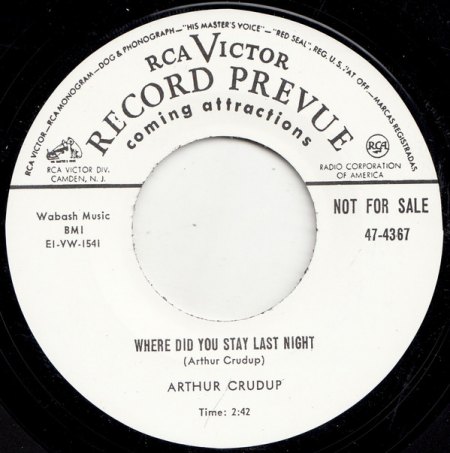 RCA VICTOR—RCA MONOGRAM—DOG & PHONOGRAPH—"HIS MASTER'S VOICE"—"RED SEAL", REG. U.S. PAT OFF.—MARCAS REGISTRADAS
RCA VICTOR
RECORD PREVUE
coming attractions
RCA VICTOR DIV.
CAMDEN, N. J.
RCA
RADIO CORPORATION
OF AMERICA
Wabash Music
BMI
E1-VW-1541
NOT FOR SALE
47-4367
WHERE DID YOU STAY LAST NIGHT
(Arthur Crudup)
ARTHUR CRUDUP
Time: 2:42